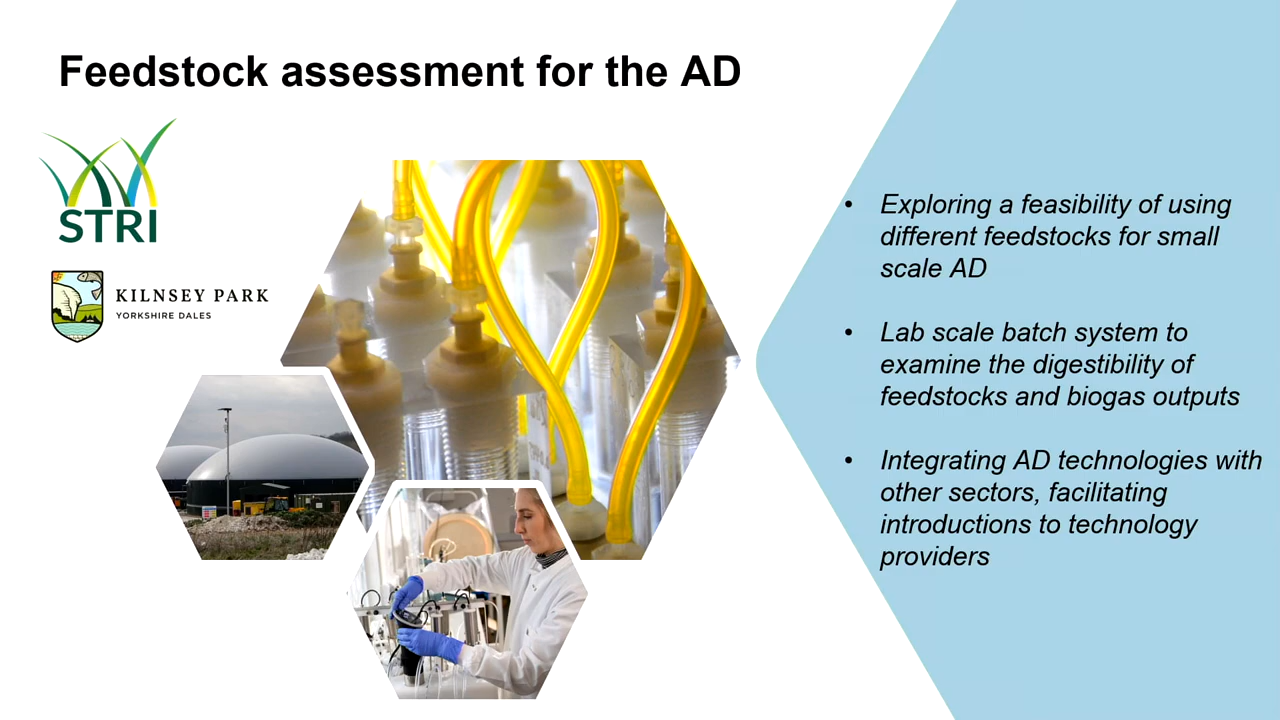 Feedstock assessment for the AD
STRI
KILNSEY PARK
YORKSHIRE DALES
• Exploring a feasibility of using
different feedstocks for small
scale AD
• Lab scale batch system to
examine the digestibility of
feedstocks and biogas outputs
• Integrating AD technologies with
other sectors, facilitating
introductions to technology
providers